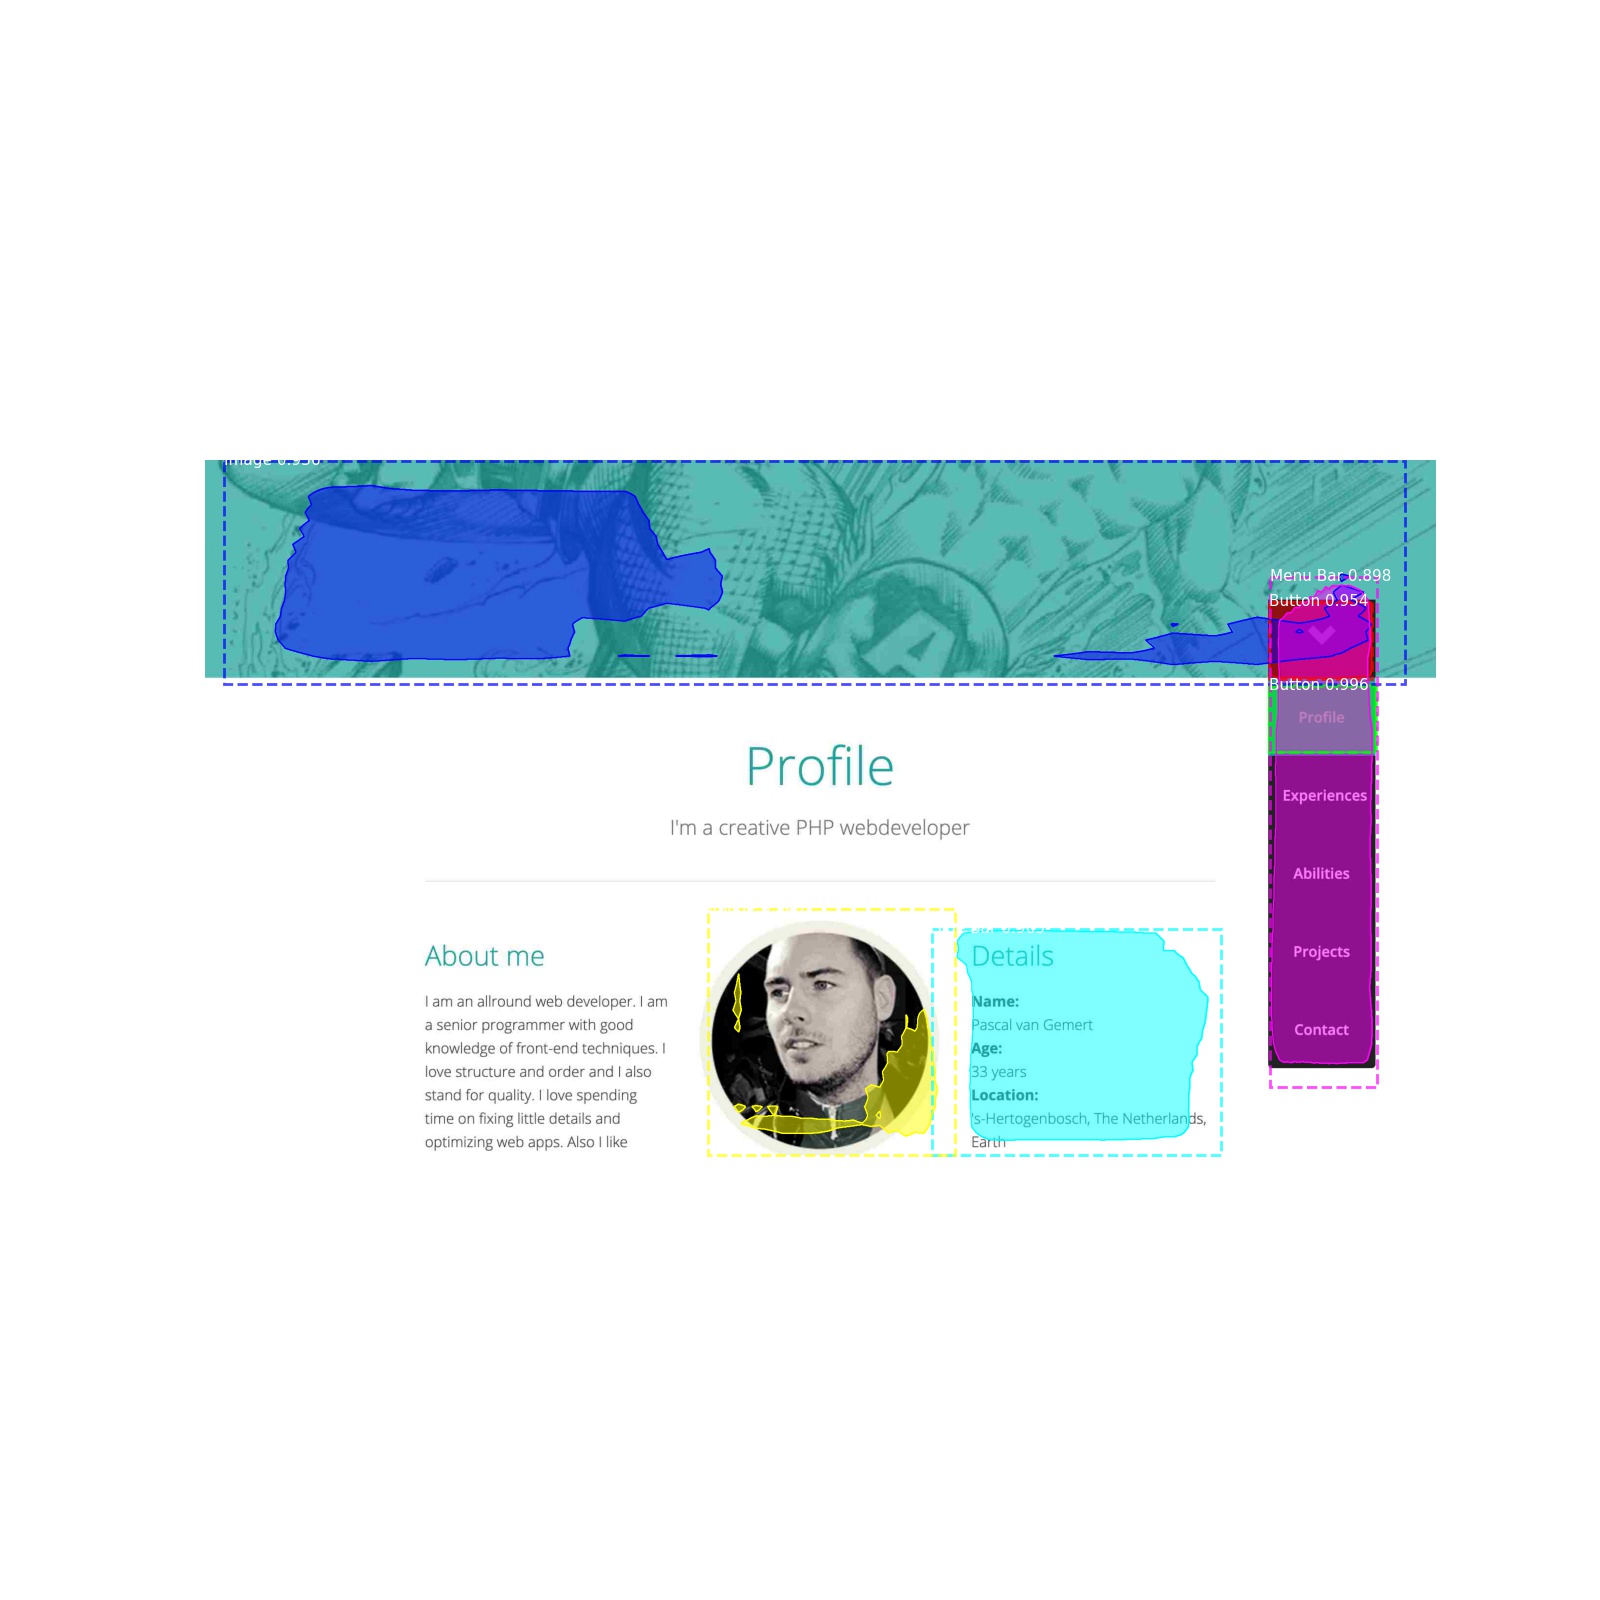 Image 0.930
Menu Bar 0.898
Button 0.954
Button 0.996
Profile
Experiences
Abilities
Projects
Contact
Profile
I'm a creative PHP webdeveloper
About me
I am an allround web developer. I am
a senior programmer with good
knowledge of front-end techniques. I
love structure and order and I also
stand for quality. I love spending
time on fixing little details and
optimizing web apps. Also I like
Details
Name:
Pascal van Gemert
Age:
33 years
Location:
's-Hertogenbosch, The Netherlands,
Earth